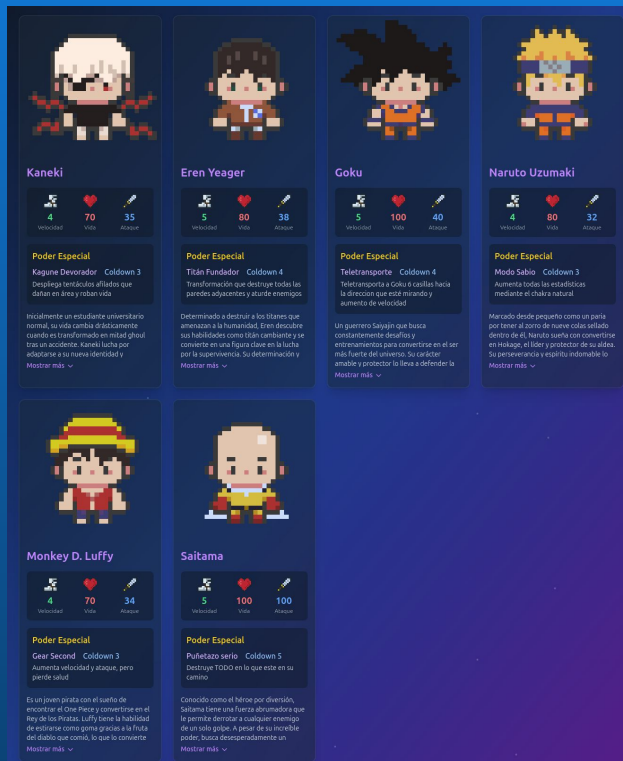 Kaneki
4 70 35
Velocidad Vida Ataque
Poder Especial
Kagune Devorador Coldown 3
Despliega tentáculos afilados que
dañan en área y roban vida
Inicialmente un estudiante universitario
normal, su vida cambia drásticamente
cuando es transformado en mitad ghoul
tras un accidente. Kaneki lucha por
adaptarse a su nueva identidad y
Mostrar más
Eren Yeager
5 80 38
Velocidad Vida Ataque
Poder Especial
Titán Fundador Coldown 4
Transformación que destruye todas las
paredes adyacentes y aturde enemigos
Determinado a destruir a los titanes que
amenazan a la humanidad, Eren descubre
sus habilidades como titán cambiante y se
convierte en una figura clave en la lucha
por la supervivencia. Su determinación y
Mostrar más
Goku
5 100 40
Velocidad Vida Ataque
Poder Especial
Teletransporte Coldown 4
Teletransporta a Goku 6 casillas hacia
la direccion que esté mirando y
aumento de velocidad
Un guerrero Saiyajin que busca
constantemente desafíos y
entrenamientos para convertirse en el ser
más fuerte del universo. Su carácter
amable y protector lo lleva a defender la
Mostrar más
Naruto Uzumaki
4 80 32
Velocidad Vida Ataque
Poder Especial
Modo Sabio Coldown 3
Aumenta todas las estadísticas
mediante el chakra natural
Marcado desde pequeño como un paria
por tener al zorro de nueve colas sellado
dentro de él, Naruto sueña con convertirse
en Hokage, el líder y protector de su aldea.
Su perseverancia y espíritu indomable lo
Mostrar más
Monkey D. Luffy
4 70 34
Velocidad Vida Ataque
Poder Especial
Gear Second Coldown 3
Aumenta velocidad y ataque, pero
pierde salud
Es un joven pirata con el sueño de
encontrar el One Piece y convertirse en el
Rey de los Piratas. Luffy tiene la habilidad
de estirarse como goma gracias a la fruta
del diablo que comió, lo que lo convierte
Mostrar más
Saitama
5 100 100
Velocidad Vida Ataque
Poder Especial
Puñetazo serio Coldown 5
Destruye TODO en lo que este en su
camino
Conocido como el héroe por diversión,
Saitama tiene una fuerza abrumadora que
le permite derrotar a cualquier enemigo
de un solo golpe. A pesar de su increíble
poder, busca desesperadamente un
Mostrar más